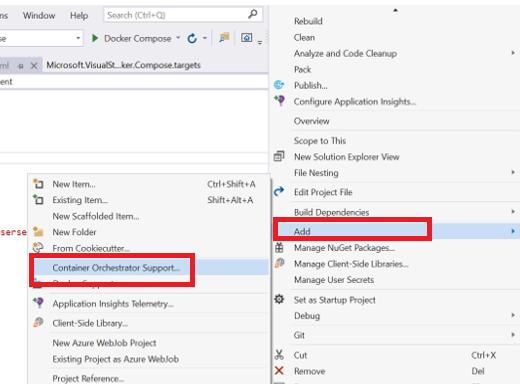 ns Window Help Search (Ctrl+Q)
se Docker Compose
ml Microsoft.VisualSt...ker.Compose.targets
ent
serse
New Item... Ctrl+Shift+A
Existing Item... Shift+Alt+A
New Scaffolded Item...
New Folder
From Cookiecutter...
Container Orchestrator Support...
Application Insights Telemetry...
Client-Side Library...
New Azure WebJob Project
Existing Project as Azure WebJob
Project Reference...
Rebuild
Clean
Analyze and Code Cleanup
Pack
Publish...
Configure Application Insights...
Overview
Scope to This
New Solution Explorer View
File Nesting
Edit Project File
Build Dependencies
Add
Manage NuGet Packages...
Manage Client-Side Libraries...
Manage User Secrets
Set as Startup Project
Debug
Git
Cut Ctrl+X
Remove Del